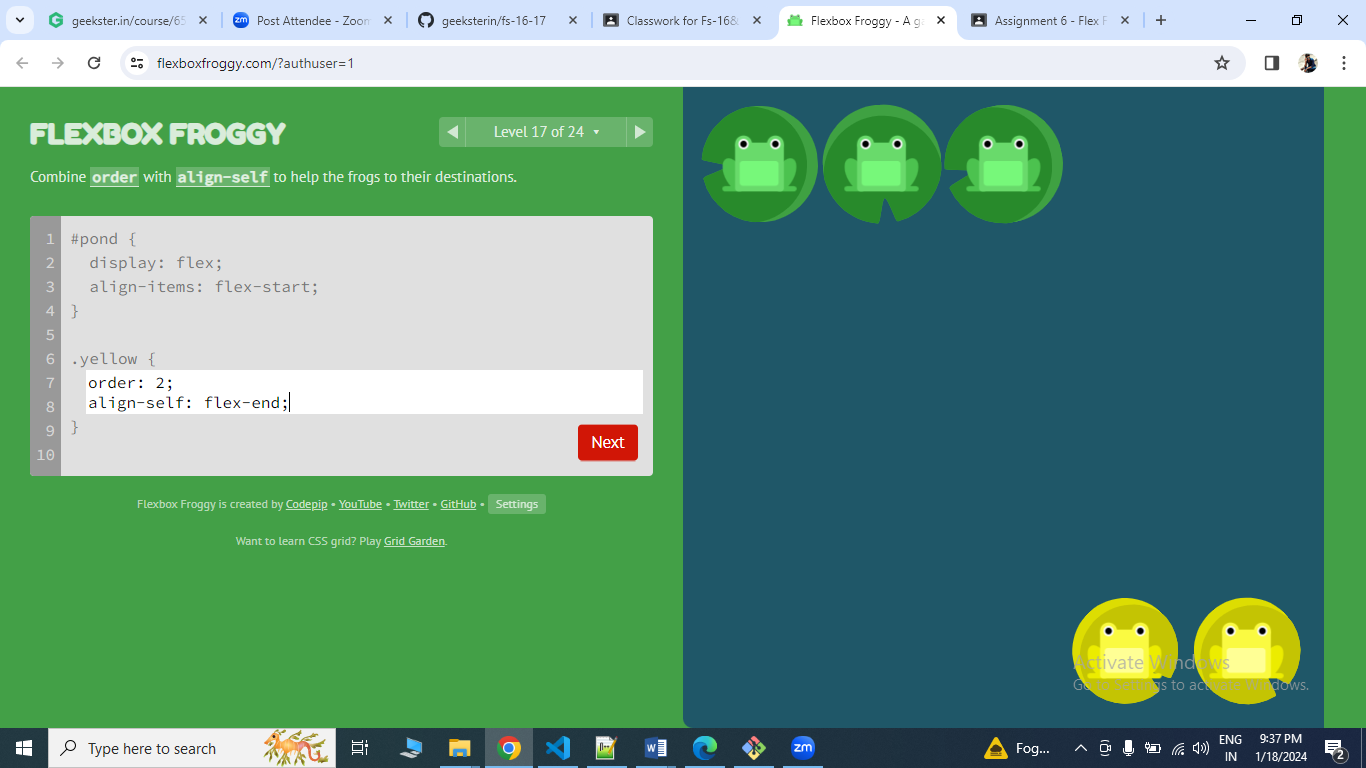 geekster.in/course/65
Post Attendee - Zoom
geeksterin/fs-16-17
Classwork for Fs-16&
Flexbox Froggy - A ga
Assignment 6 - Flex F
flexboxfroggy.com/?authuser=1
FLEXBOX FROGGY
Level 17 of 24
Combine order with align-self to help the frogs to their destinations.
1 #pond {
2 display: flex;
3 align-items: flex-start;
4 }
5
6 .yellow {
7 order: 2;
8 align-self: flex-end;
9 }
10
Next
Flexbox Froggy is created by Codepip • YouTube • Twitter • GitHub • Settings
Want to learn CSS grid? Play Grid Garden.
Activate Windows
Go to Settings to activate Windows.
Type here to search
zm
Fog...
ENG
IN
9:37 PM
1/18/2024
2